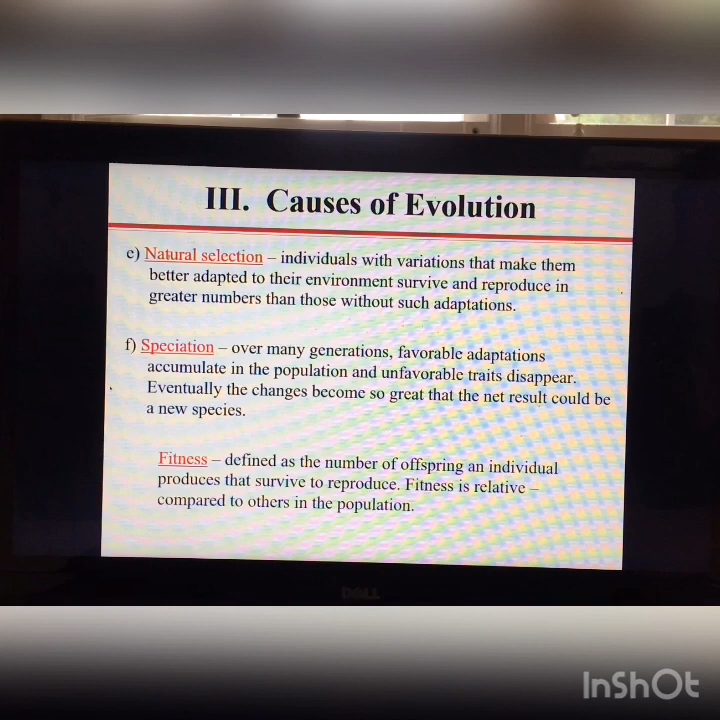 III. Causes of Evolution
e) Natural selection – individuals with variations that make them
better adapted to their environment survive and reproduce in
greater numbers than those without such adaptations.
f) Speciation – over many generations, favorable adaptations
accumulate in the population and unfavorable traits disappear.
Eventually the changes become so great that the net result could be
a new species.
Fitness – defined as the number of offspring an individual
produces that survive to reproduce. Fitness is relative –
compared to others in the population.
DELL
InShOt